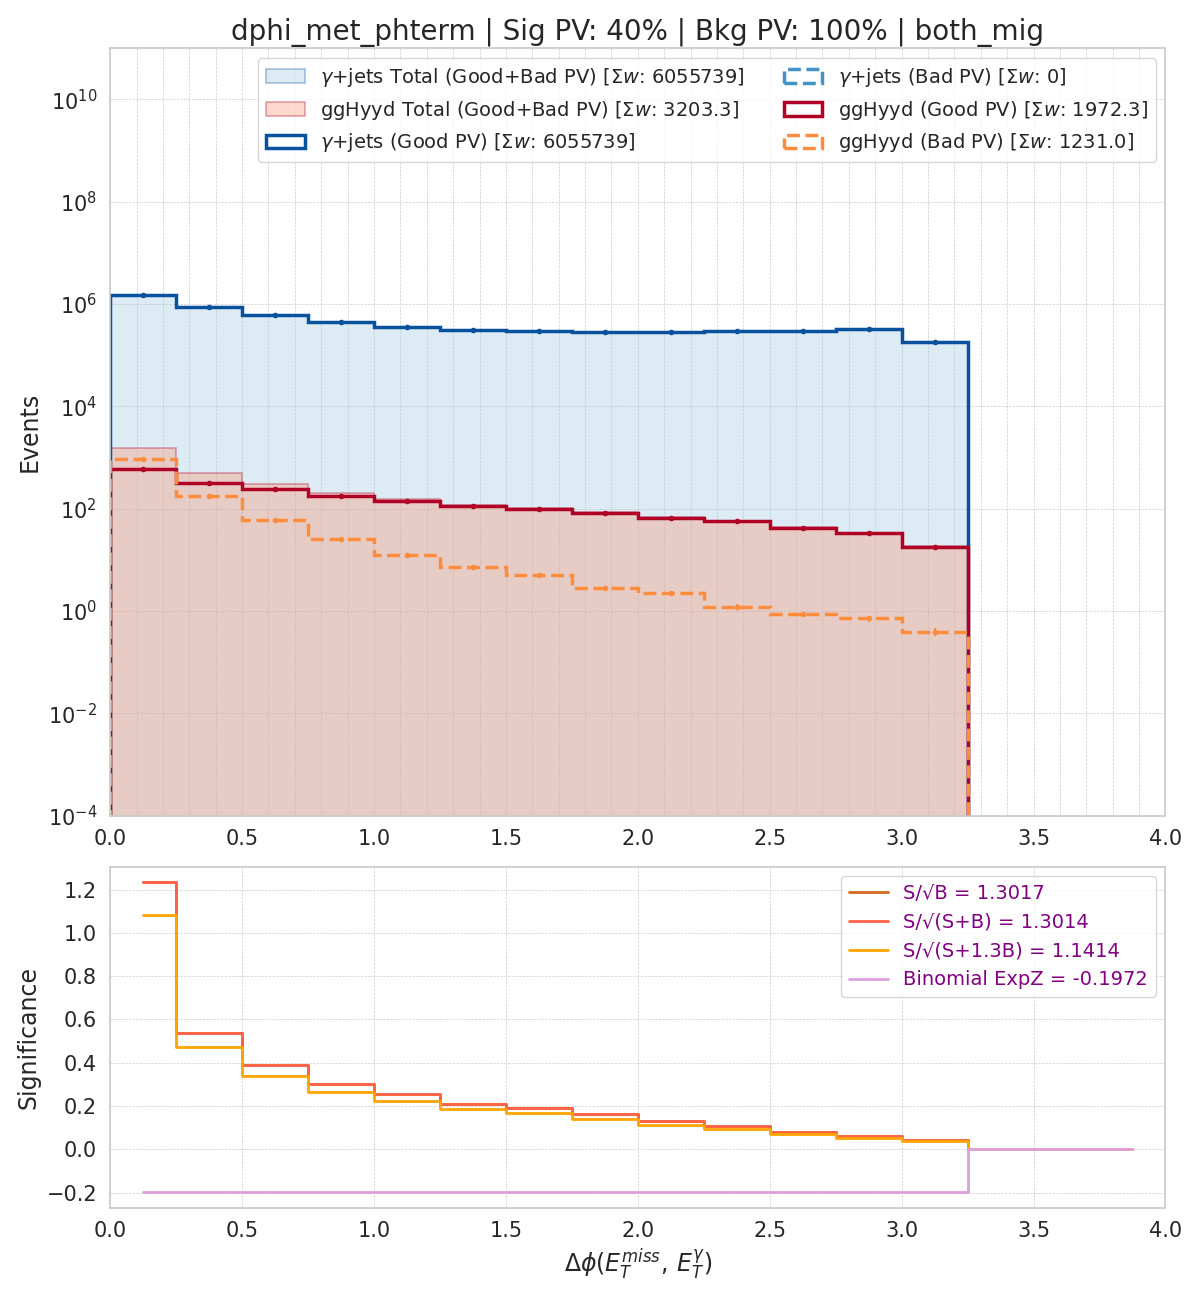 dphi_met_phterm | Sig PV: 40% | Bkg PV: 100% | both_mig
γ+jets Total (Good+Bad PV) [Σw: 6055739]
ggHyyd Total (Good+Bad PV) [Σw: 3203.3]
γ+jets (Good PV) [Σw: 6055739]
γ+jets (Bad PV) [Σw: 0]
ggHyyd (Good PV) [Σw: 1972.3]
ggHyyd (Bad PV) [Σw: 1231.0]
Events
10^10
10^8
10^6
10^4
10^2
10^0
10^−2
10^−4
0.0 0.5 1.0 1.5 2.0 2.5 3.0 3.5 4.0
S/√B = 1.3017
S/√(S+B) = 1.3014
S/√(S+1.3B) = 1.1414
Binomial ExpZ = -0.1972
Significance
1.2
1.0
0.8
0.6
0.4
0.2
0.0
−0.2
0.0 0.5 1.0 1.5 2.0 2.5 3.0 3.5 4.0
Δϕ(E_T^miss, E_T^γ)